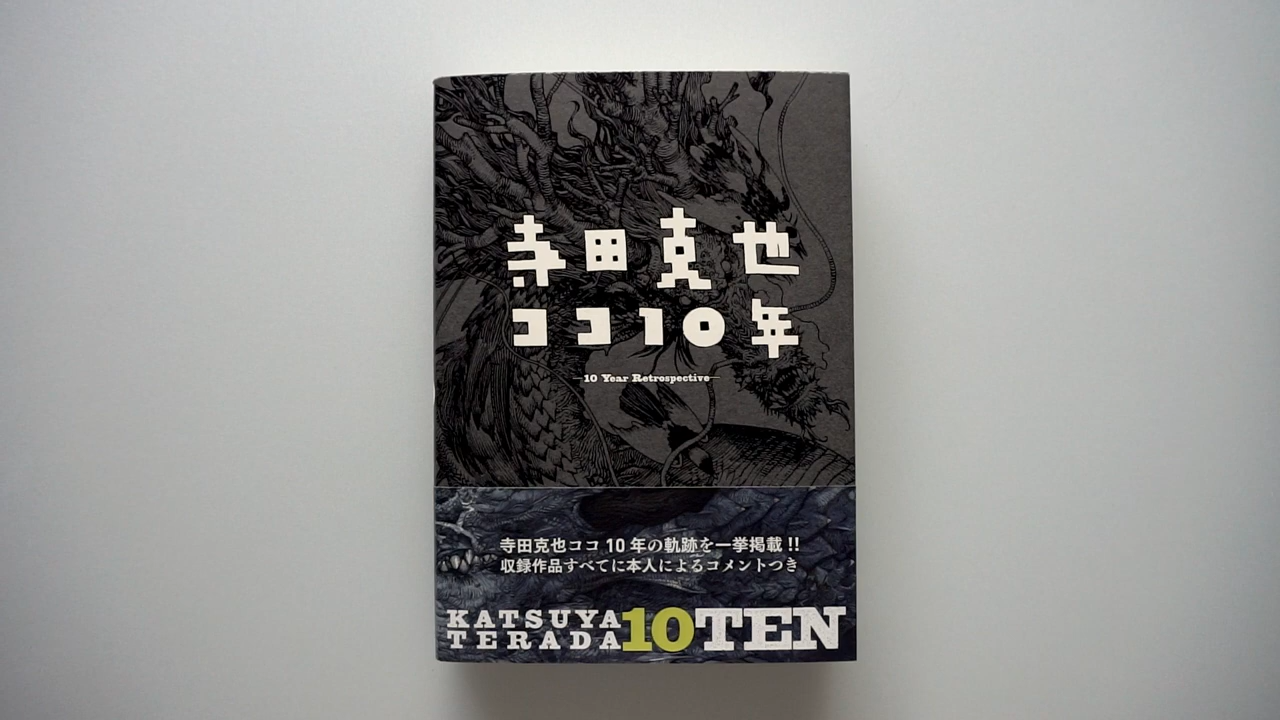 寺田克也
ココ10年
10 Year Retrospective
寺田克也ココ10年の軌跡を一挙掲載!!
収録作品すべてに本人によるコメントつき
KATSUYA
TERADA
10TEN